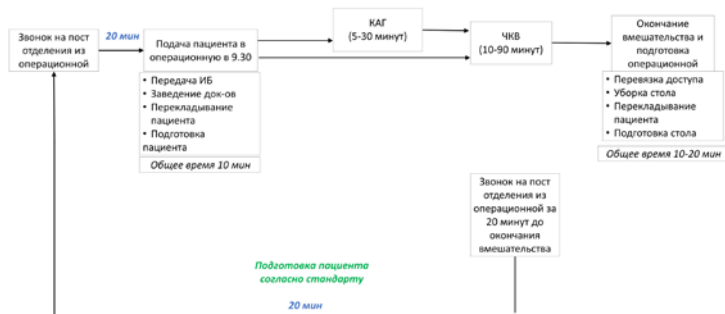 Звонок на пост
отделения из
операционной
20 мин
Подача пациента в
операционную в 9.30
• Передача ИБ
• Заведение док-ов
• Перекладывание
пациента
• Подготовка
пациента
Общее время 10 мин
КАГ
(5-30 минут)
ЧКВ
(10-90 минут)
Окончание
вмешательства и
подготовка
операционной
• Перевязка доступа
• Уборка стола
• Перекладывание
пациента
• Подготовка стола
Общее время 10-20 мин
Звонок на пост
отделения из
операционной за
20 минут до
окончания
вмешательства
Подготовка пациента
согласно стандарту
20 мин